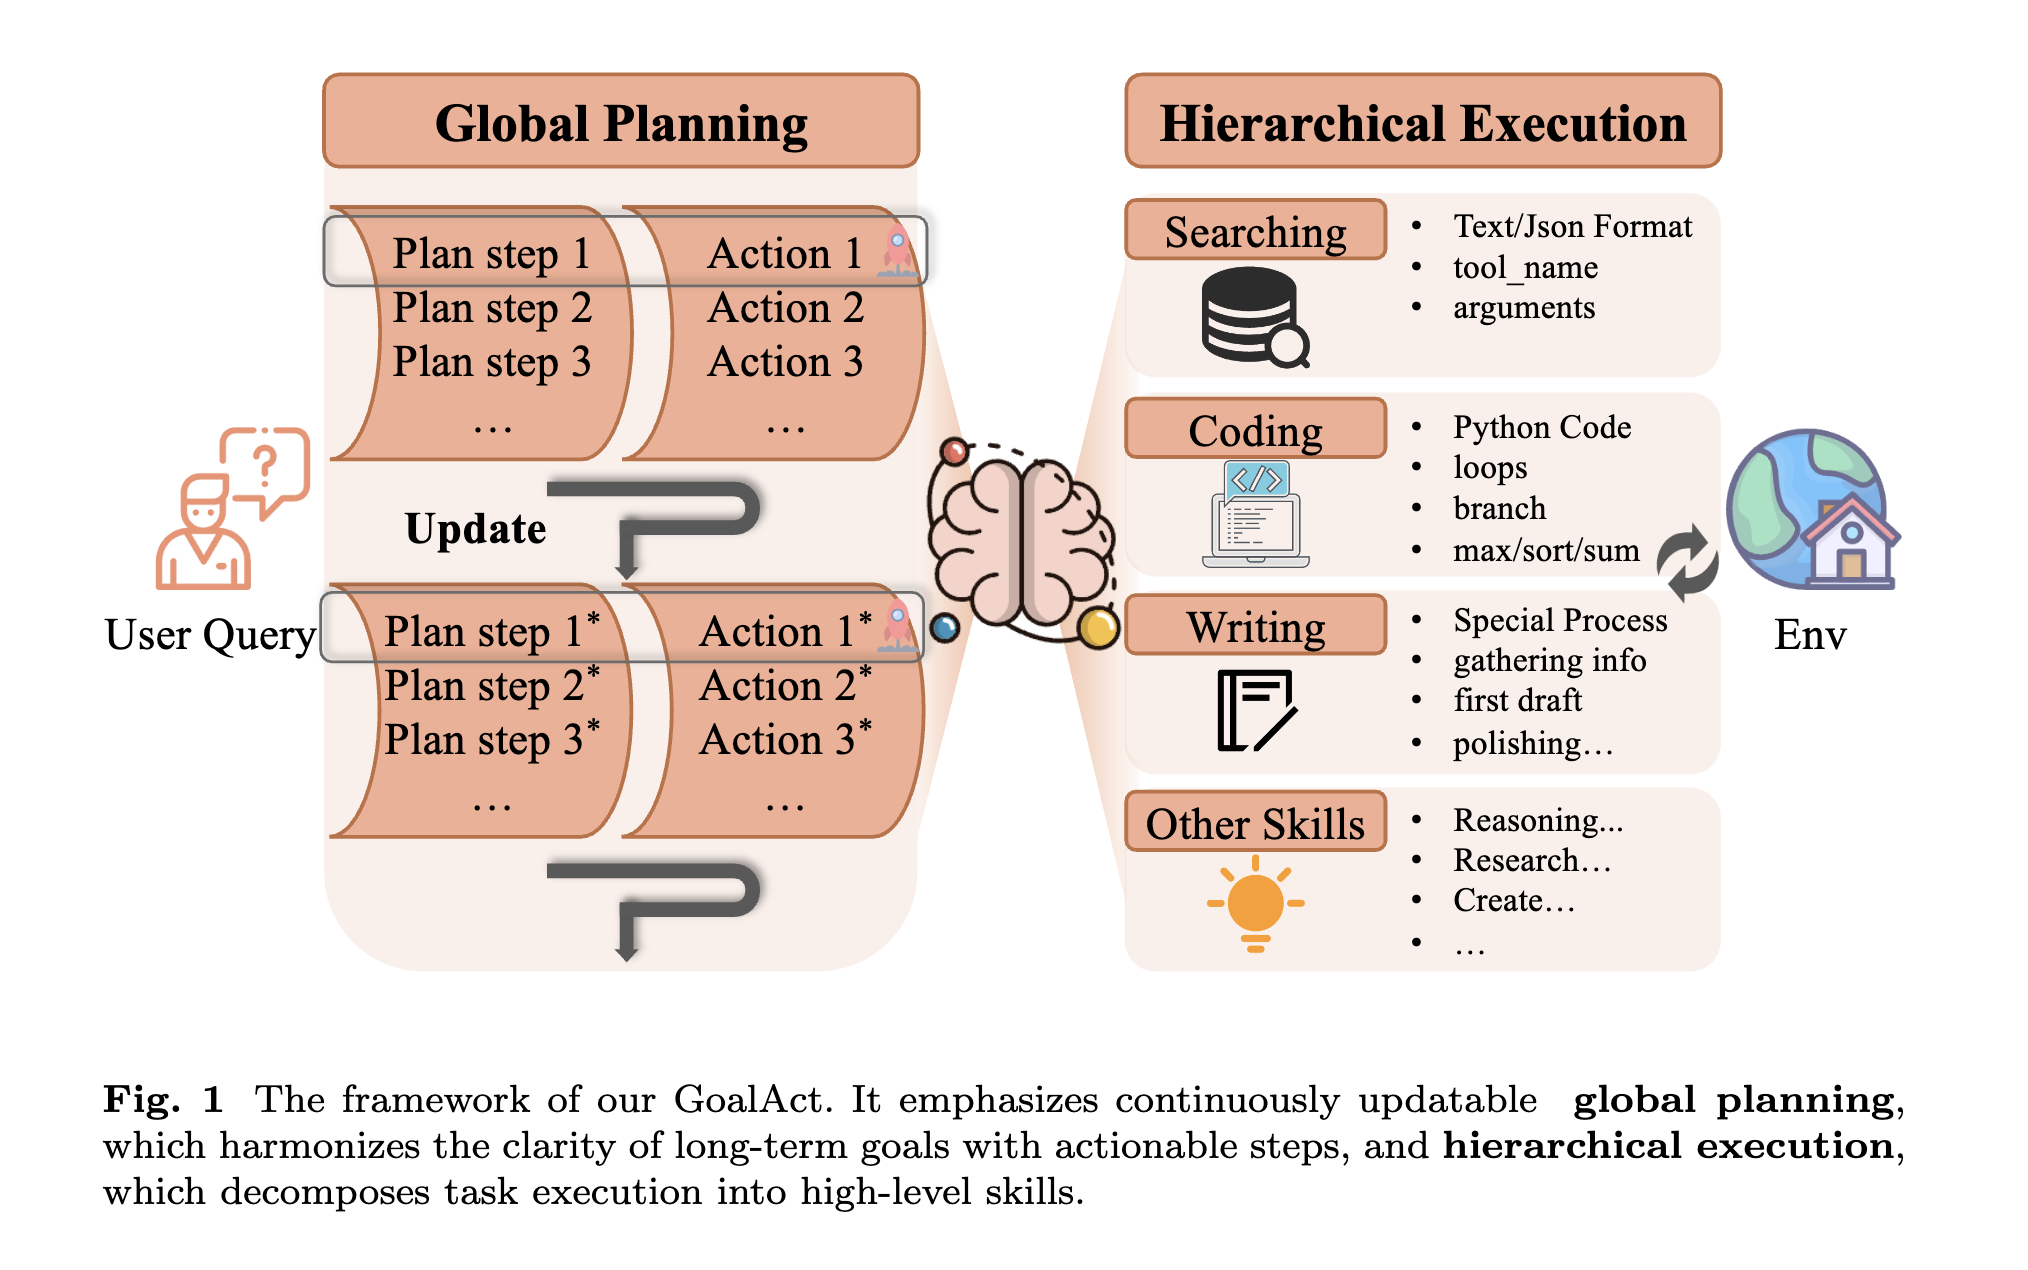 Global Planning
Plan step 1
Plan step 2
Plan step 3
…
Action 1
Action 2
Action 3
…
Update
Plan step 1*
Plan step 2*
Plan step 3*
…
Action 1*
Action 2*
Action 3*
…
?
User Query
Hierarchical Execution
Searching
• Text/Json Format
• tool_name
• arguments
Coding
</>
• Python Code
• loops
• branch
• max/sort/sum
Writing
• Special Process
• gathering info
• first draft
• polishing…
Other Skills
• Reasoning...
• Research…
• Create…
• …
Env
Fig. 1 The framework of our GoalAct. It emphasizes continuously updatable global planning,
which harmonizes the clarity of long-term goals with actionable steps, and hierarchical execution,
which decomposes task execution into high-level skills.